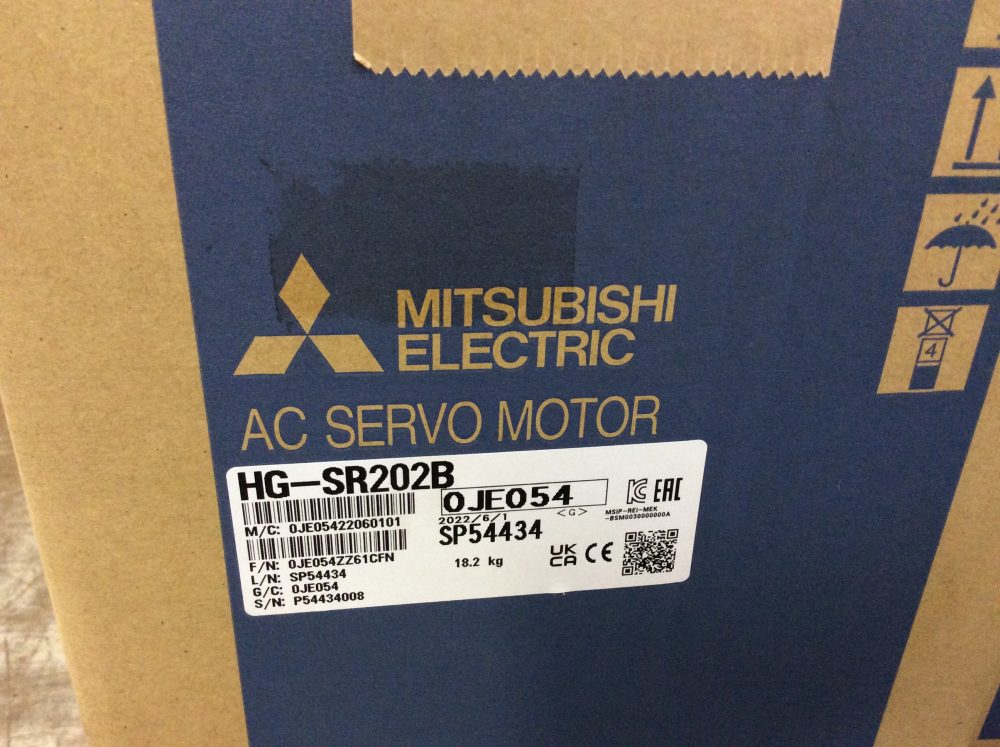 MITSUBISHI
ELECTRIC
AC SERVO MOTOR
HG-SR202B
0JE054
M/C: 0JE05422060101
2022/6/1 <G>
SP54434
MSIP-REI-MEK
-BSM0030000000A
EAC
F/N: 0JE054ZZ61CFN
L/N: SP54434
G/C: 0JE054
S/N: P54434008
18.2 kg
UK
CA CE
4